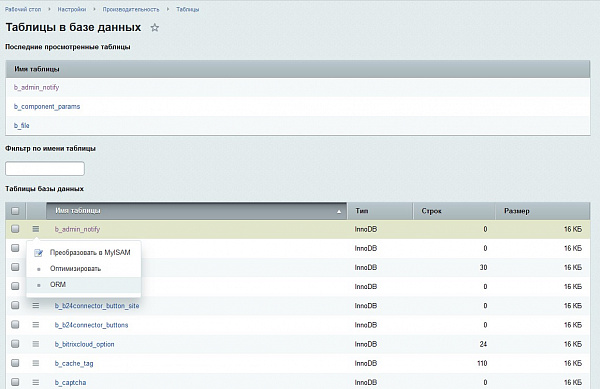 Рабочий стол Настройки Производительность Таблицы
Таблицы в базе данных
Последние просмотренные таблицы
Имя таблицы
b_admin_notify
b_component_params
b_file
Фильтр по имени таблицы
Таблицы базы данных
Имя таблицы Тип Строк Размер
b_admin_notify InnoDB 0 16 КБ
Преобразовать в MyISAM
InnoDB 0 16 КБ
Оптимизировать
InnoDB 30 16 КБ
ORM
InnoDB 0 16 КБ
b_b24connector_button_site InnoDB 0 16 КБ
b_b24connector_buttons InnoDB 0 16 КБ
b_bitrixcloud_option InnoDB 24 16 КБ
b_cache_tag InnoDB 110 16 КБ
b_captcha InnoDB 0 16 КБ